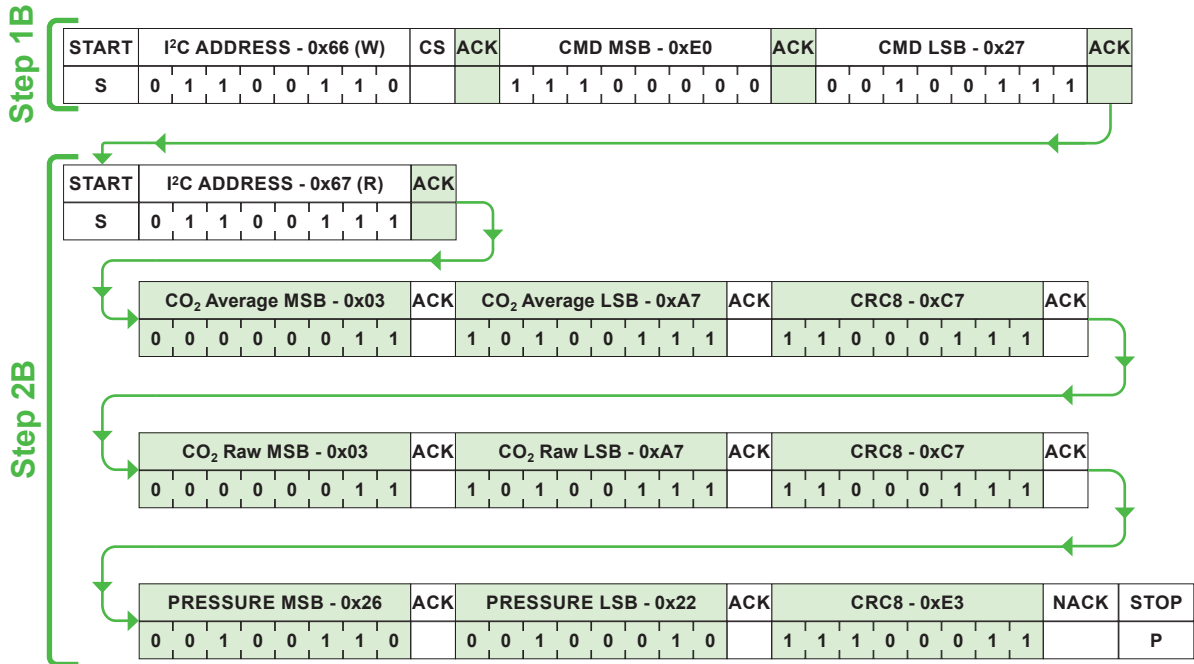 Step 1B
START I²C ADDRESS - 0x66 (W) CS ACK CMD MSB - 0xE0 ACK CMD LSB - 0x27 ACK
S 0 1 1 0 0 1 1 0 1 1 1 0 0 0 0 0 0 0 1 0 0 1 1 1
Step 2B
START I²C ADDRESS - 0x67 (R) ACK
S 0 1 1 0 0 1 1 1
CO₂ Average MSB - 0x03 ACK CO₂ Average LSB - 0xA7 ACK CRC8 - 0xC7 ACK
0 0 0 0 0 0 1 1 1 0 1 0 0 1 1 1 1 1 0 0 0 1 1 1
CO₂ Raw MSB - 0x03 ACK CO₂ Raw LSB - 0xA7 ACK CRC8 - 0xC7 ACK
0 0 0 0 0 0 1 1 1 0 1 0 0 1 1 1 1 1 0 0 0 1 1 1
PRESSURE MSB - 0x26 ACK PRESSURE LSB - 0x22 ACK CRC8 - 0xE3 NACK STOP
0 0 1 0 0 1 1 0 0 0 1 0 0 0 1 0 1 1 1 0 0 0 1 1 P